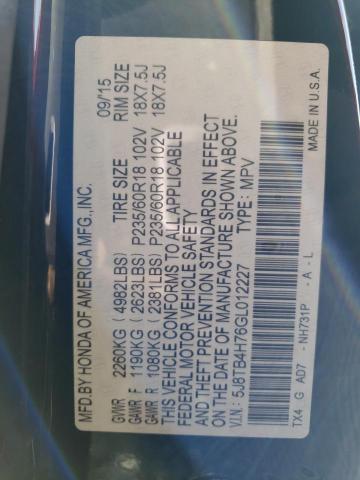 MFD.BY HONDA OF AMERICA MFG.,INC. 09/'15
GVWR TIRE SIZE RIM SIZE
2260KG (4982LBS)
GAWR F 1190KG (2623LBS) P235/60R18 102V 18X7.5J
GAWR R 1080KG (2381LBS) P235/60R18 102V 18X7.5J
THIS VEHICLE CONFORMS TO ALL APPLICABLE
FEDERAL MOTOR VEHICLE SAFETY
AND THEFT PREVENTION STANDARDS IN EFFECT
ON THE DATE OF MANUFACTURE SHOWN ABOVE.
V.I.N.: 5J8TB4H76GL012227 TYPE: MPV
TX4 G AD7 - NH731P - A - L MADE IN U.S.A.